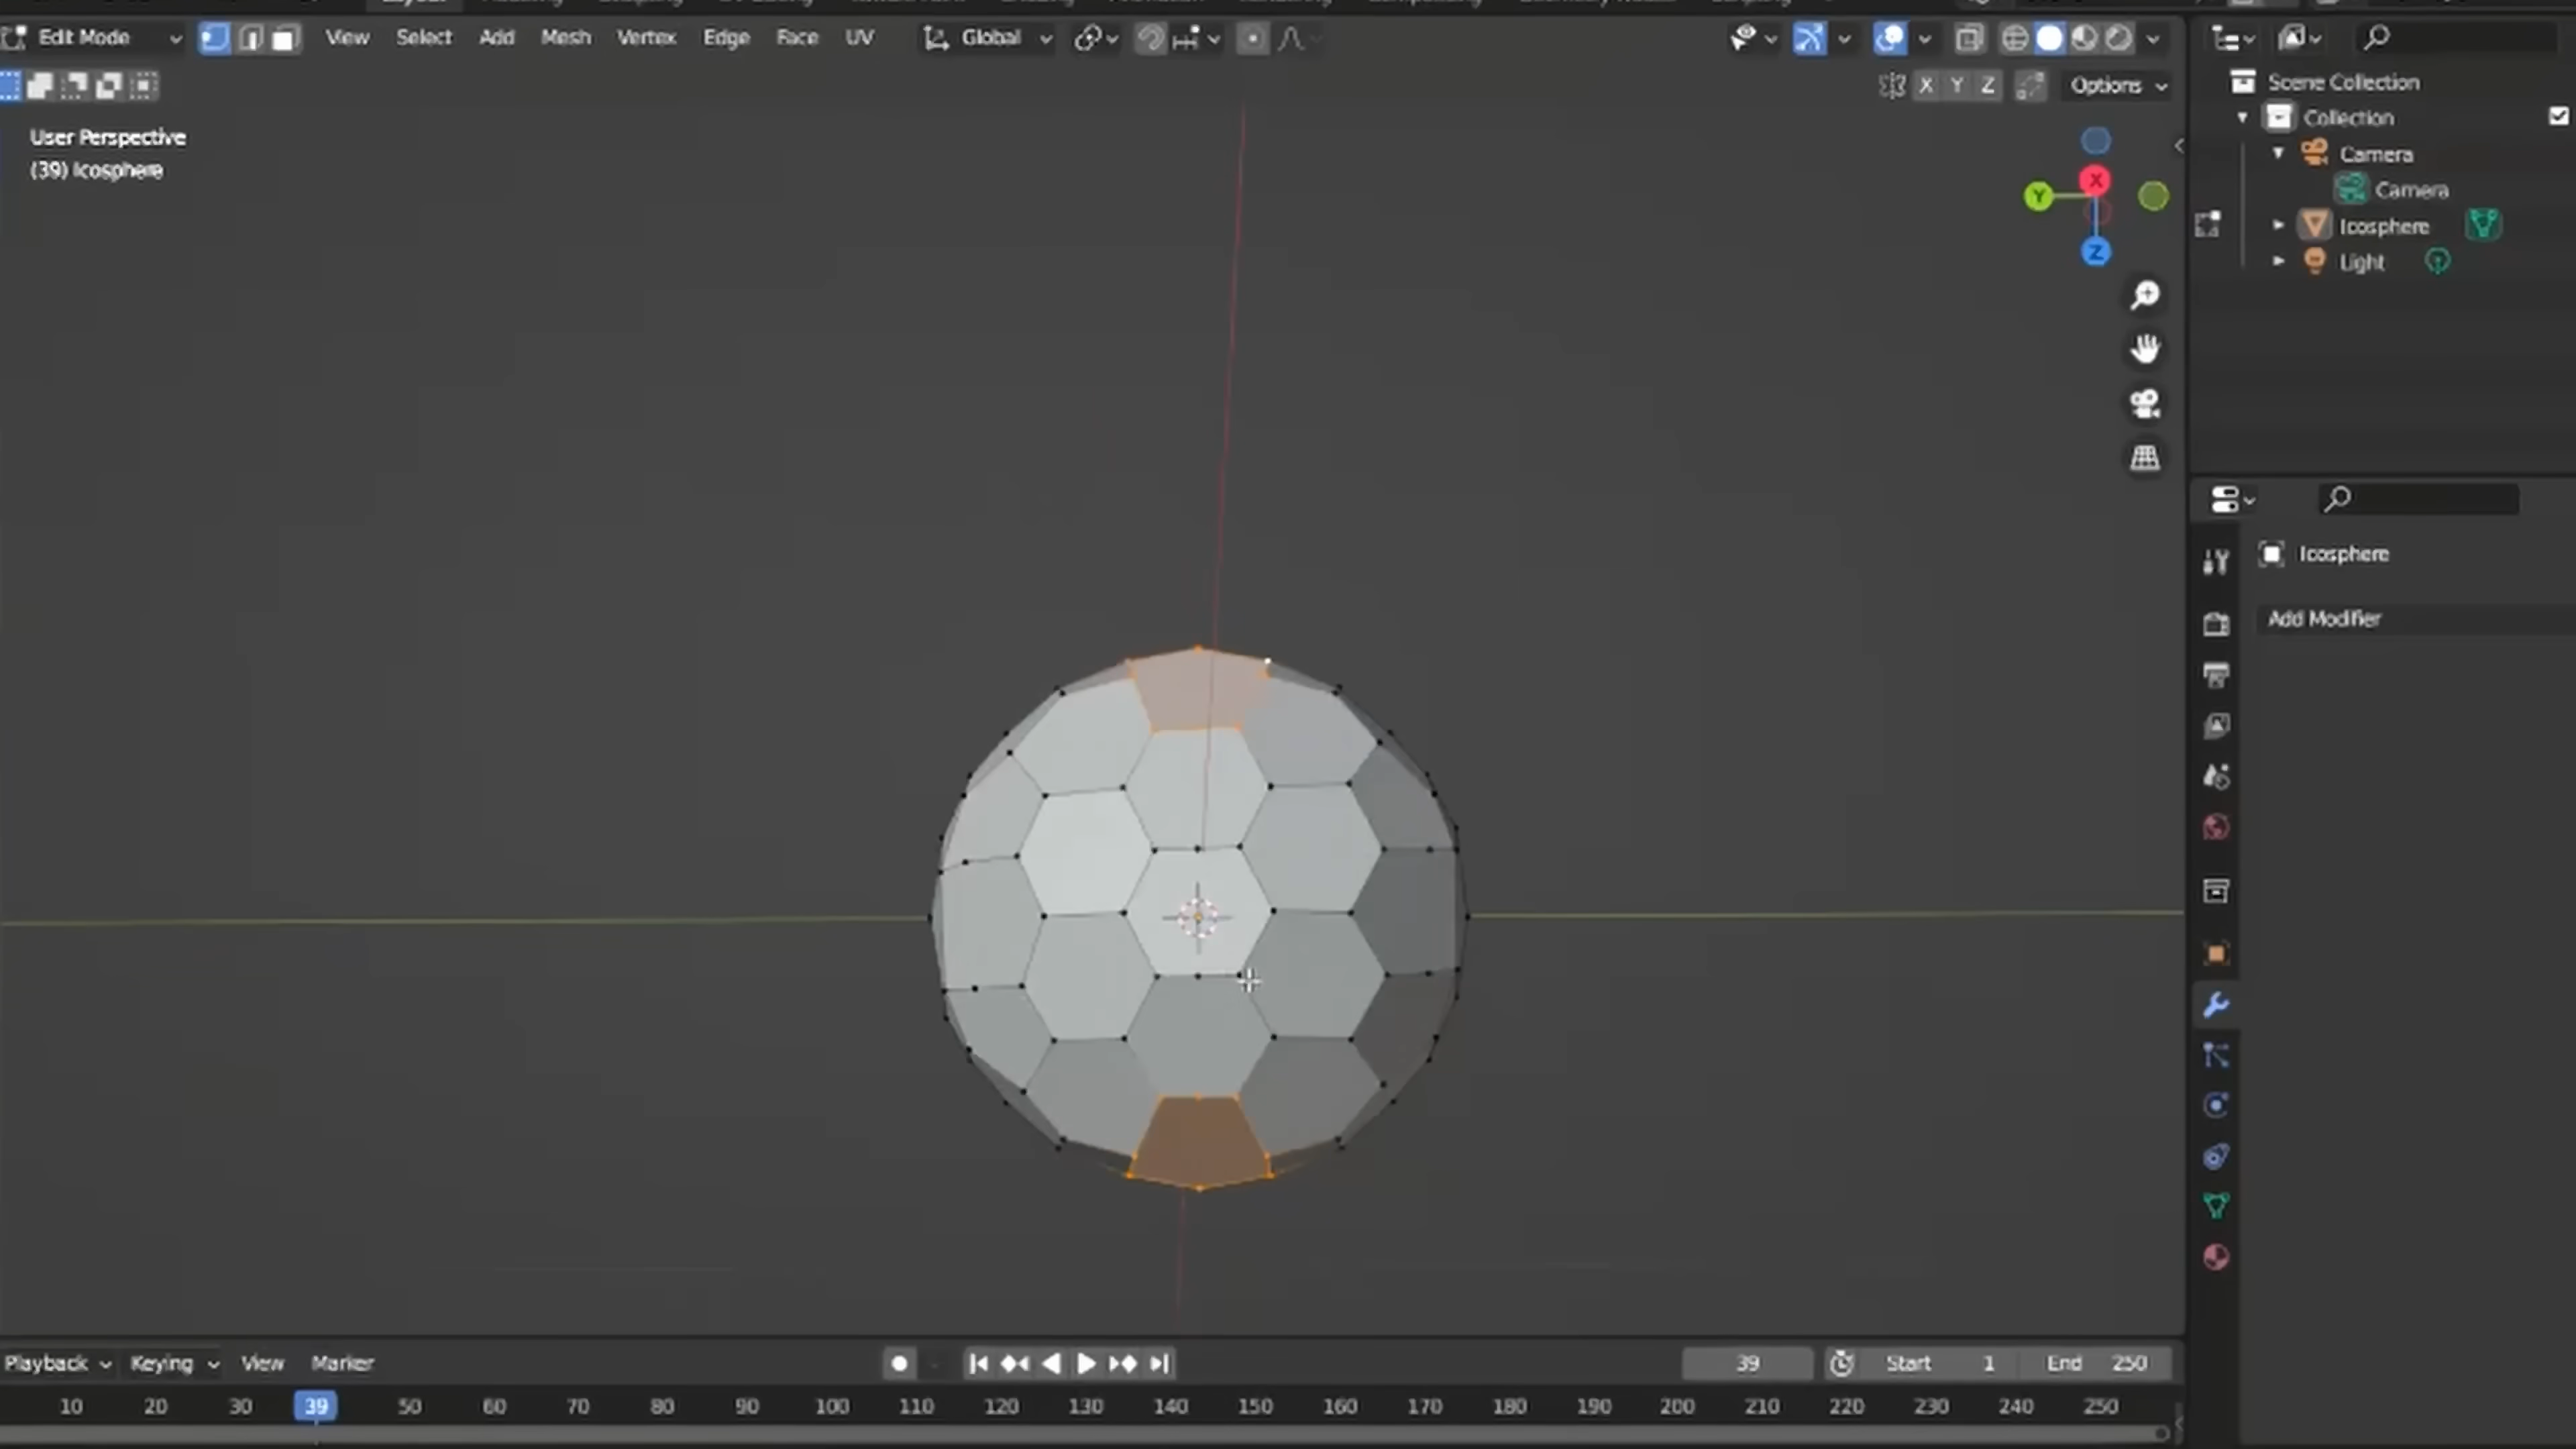 Edit Mode View Select Add Mesh Vertex Edge Face UV Global
X Y Z Options
User Perspective
(39) Icosphere
X
Y
Z
Scene Collection
Collection
Camera
Camera
Icosphere
Light
Icosphere
Add Modifier
Playback Keying View Marker 39 Start 1 End 250
10 20 30 39 50 60 70 80 90 100 110 120 130 140 150 160 170 180 190 200 210 220 230 240 250